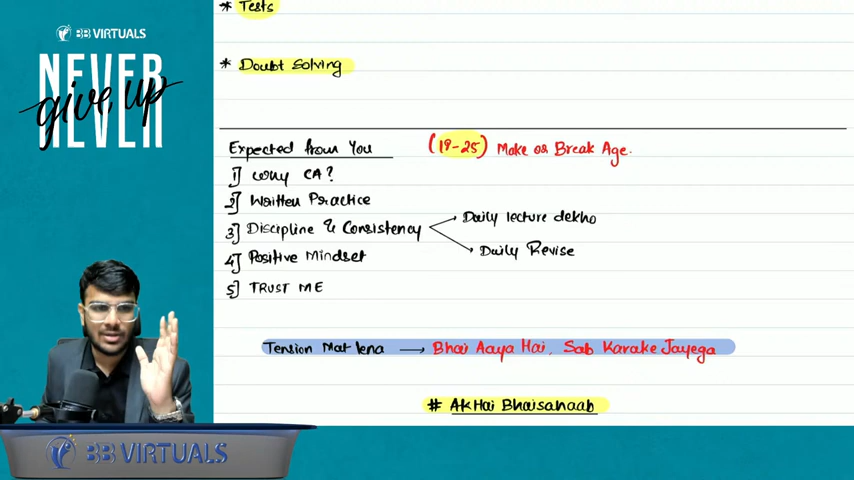 * Tests
BB VIRTUALS
NEVER
give up
NEVER
* Doubt Solving
Expected from You (18-25) Make or Break Age.
1] Why CA?
2] Written Practice
3] Discipline & Consistency
Daily lecture dekho
Daily Revise
4] Positive Mindset
5] TRUST ME
Tension Mat lena → Bhai Aaya Hai, Sab Karake Jayega
# AkHai Bhaisahaab
BB VIRTUALS